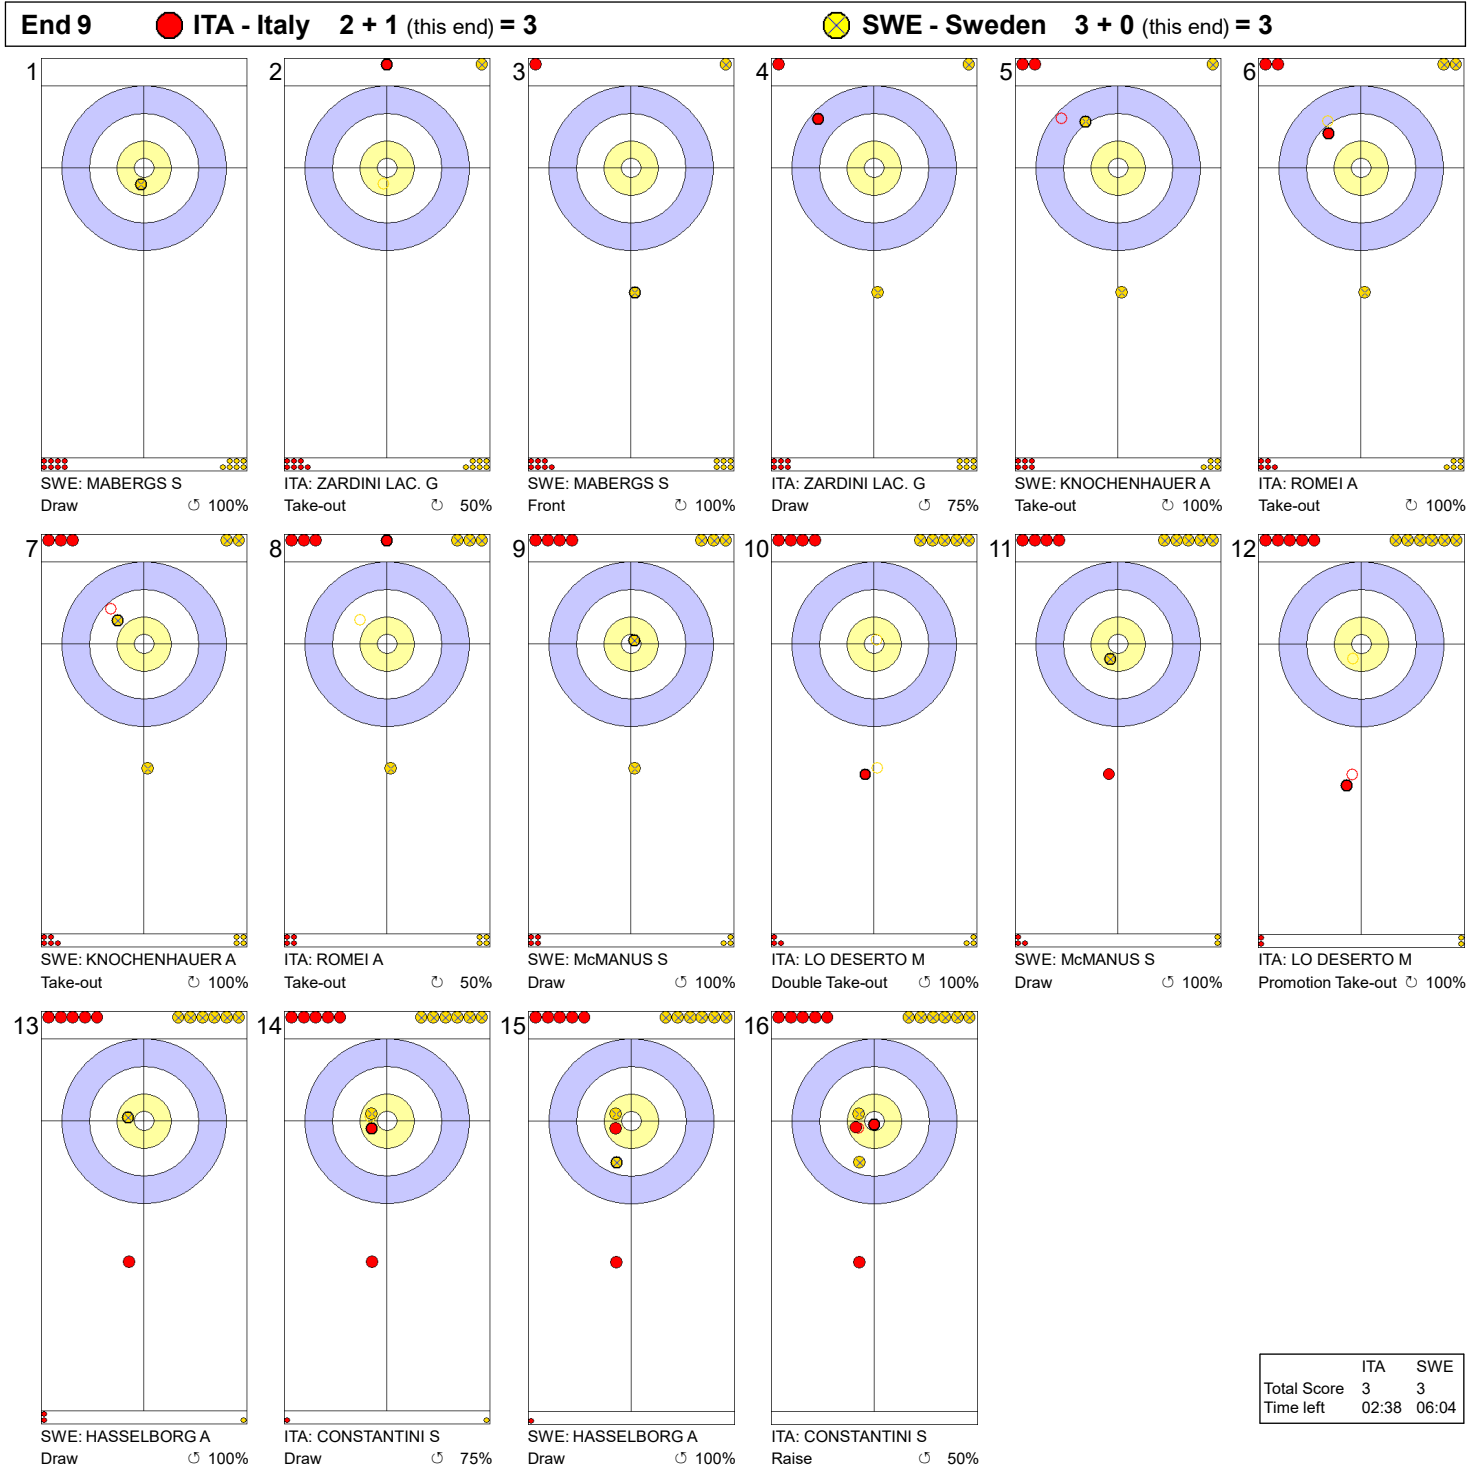 End 9 ITA - Italy 2 + 1 (this end) = 3 SWE - Sweden 3 + 0 (this end) = 3
1 2 3 4 5 6
SWE: MABERGS S ITA: ZARDINI LAC. G SWE: MABERGS S ITA: ZARDINI LAC. G SWE: KNOCHENHAUER A ITA: ROMEI A
Draw ↺ 100% Take-out ↻ 50% Front ↻ 100% Draw ↺ 75% Take-out ↻ 100% Take-out ↻ 100%
7 8 9 10 11 12
SWE: KNOCHENHAUER A ITA: ROMEI A SWE: McMANUS S ITA: LO DESERTO M SWE: McMANUS S ITA: LO DESERTO M
Take-out ↻ 100% Take-out ↻ 50% Draw ↺ 100% Double Take-out ↺ 100% Draw ↺ 100% Promotion Take-out ↻ 100%
13 14 15 16
SWE: HASSELBORG A ITA: CONSTANTINI S SWE: HASSELBORG A ITA: CONSTANTINI S
Draw ↺ 100% Draw ↺ 75% Draw ↺ 100% Raise ↺ 50%
ITA SWE
Total Score 3 3
Time left 02:38 06:04